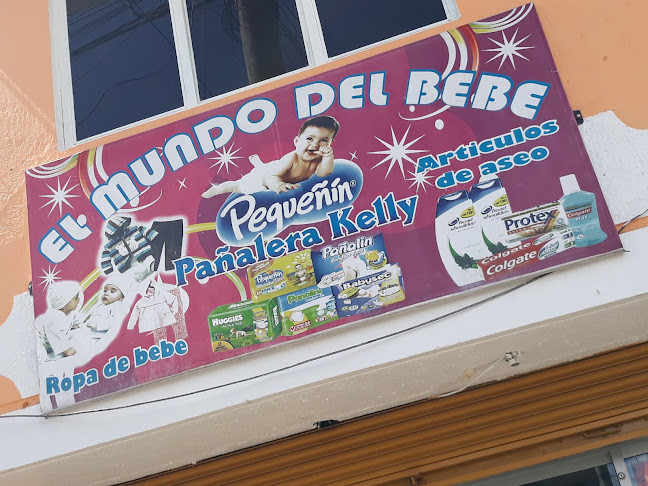 EL MUNDO DEL BEBE
Pequeñín®
Pañalera Kelly
Articulos
de aseo
Ropa de bebe
Pequeñin
Pañolin
HUGGIES
Babysec
Protex
Colgate
Colgate
Colgate